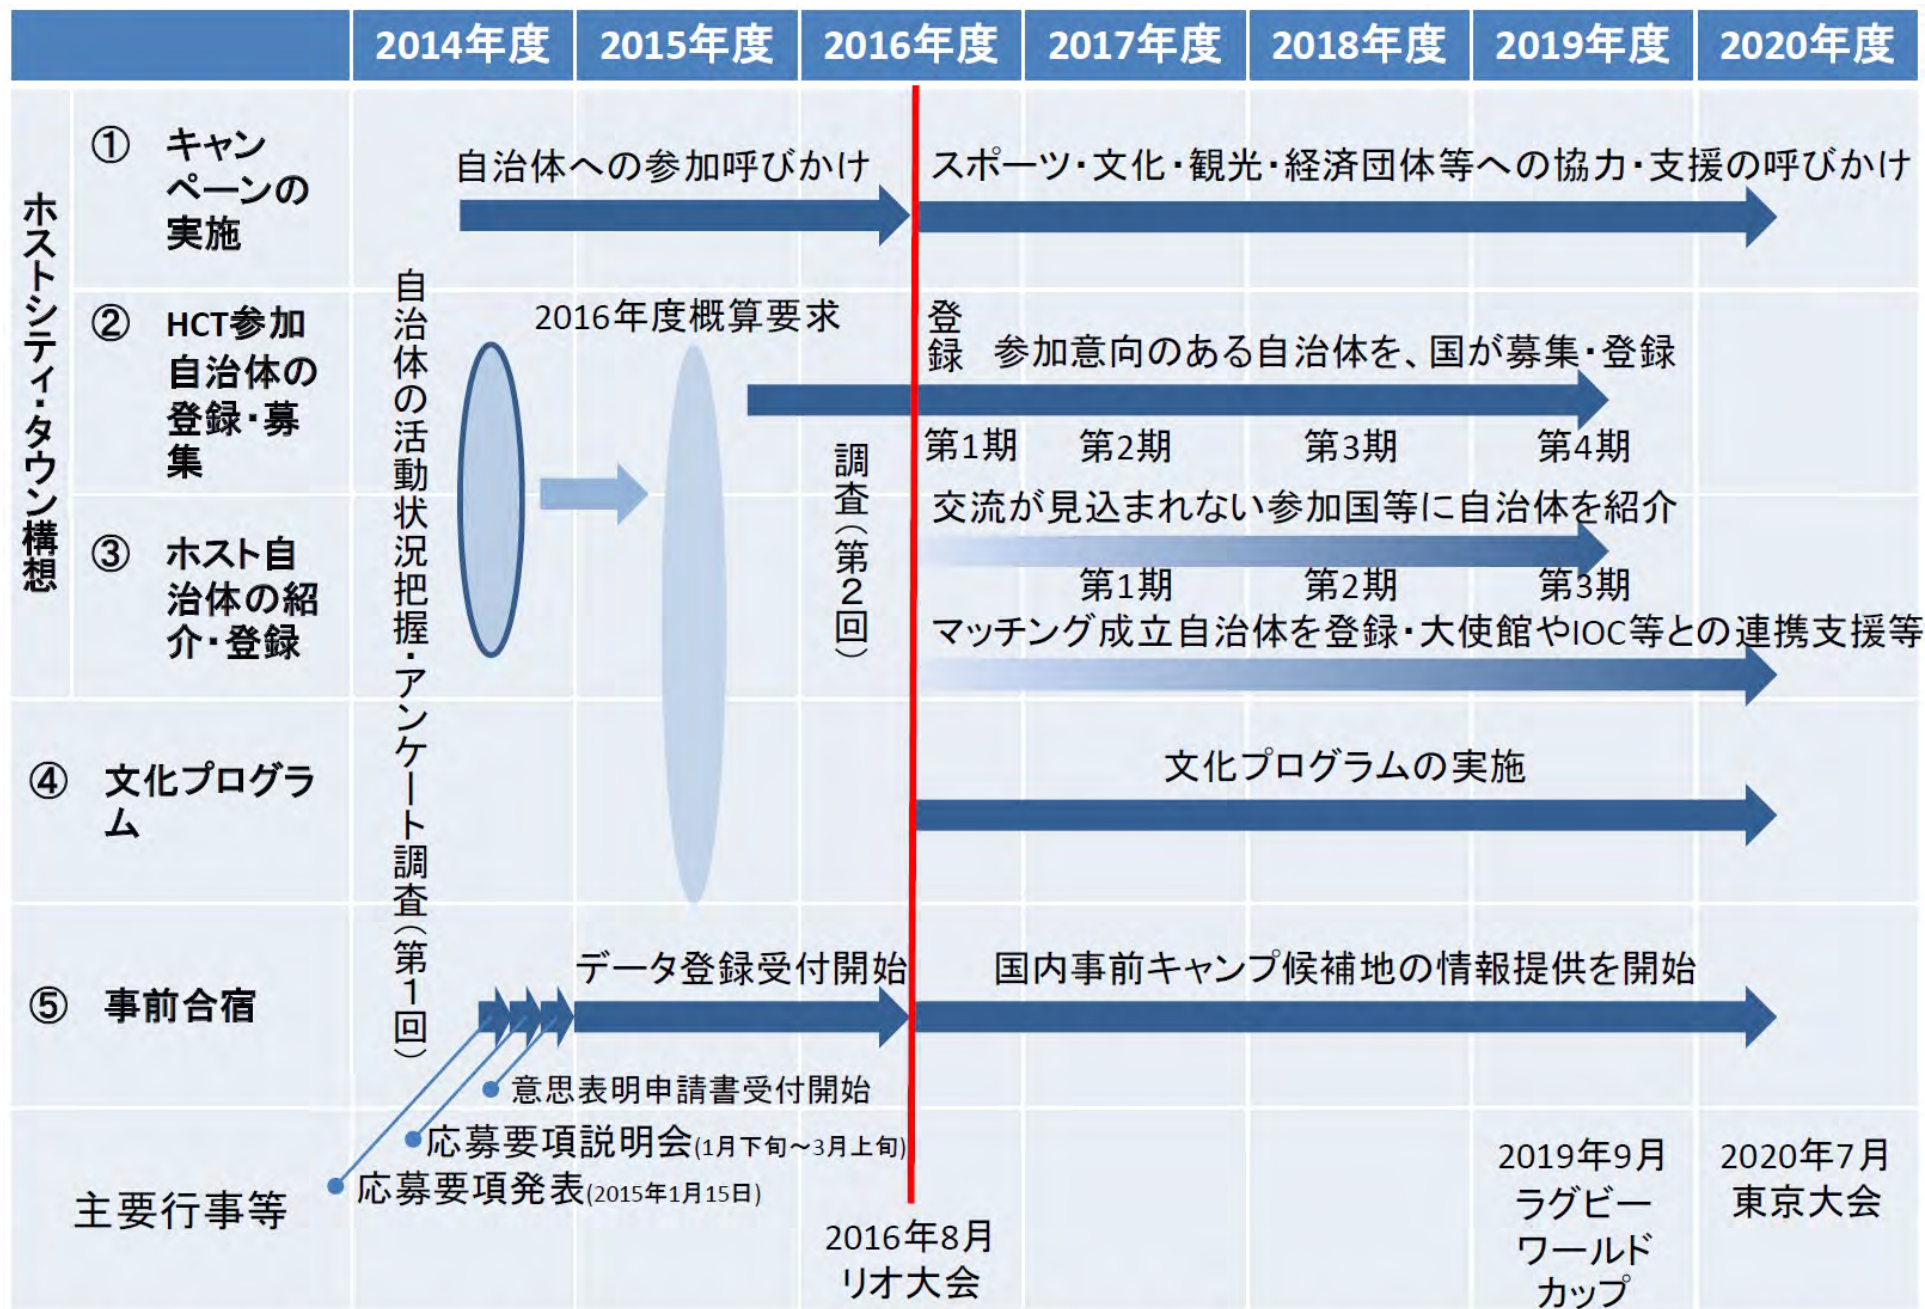 2014年度 2015年度 2016年度 2017年度 2018年度 2019年度 2020年度
ホストシティ・タウン構想
① キャン
ペーンの
実施
自治体への参加呼びかけ
スポーツ・文化・観光・経済団体等への協力・支援の呼びかけ
② HCT参加
自治体の
登録・募
集
自治体の活動状況把握・アンケート調査(第1回)
2016年度概算要求
調査(第2回)
登録
参加意向のある自治体を、国が募集・登録
第1期 第2期 第3期 第4期
③ ホスト自
治体の紹
介・登録
交流が見込まれない参加国等に自治体を紹介
第1期 第2期 第3期
マッチング成立自治体を登録・大使館やIOC等との連携支援等
④ 文化プログラ
ム
文化プログラムの実施
⑤ 事前合宿
データ登録受付開始
国内事前キャンプ候補地の情報提供を開始
意思表明申請書受付開始
応募要項説明会(1月下旬～3月上旬)
応募要項発表(2015年1月15日)
主要行事等
2016年8月
リオ大会
2019年9月
ラグビー
ワールド
カップ
2020年7月
東京大会